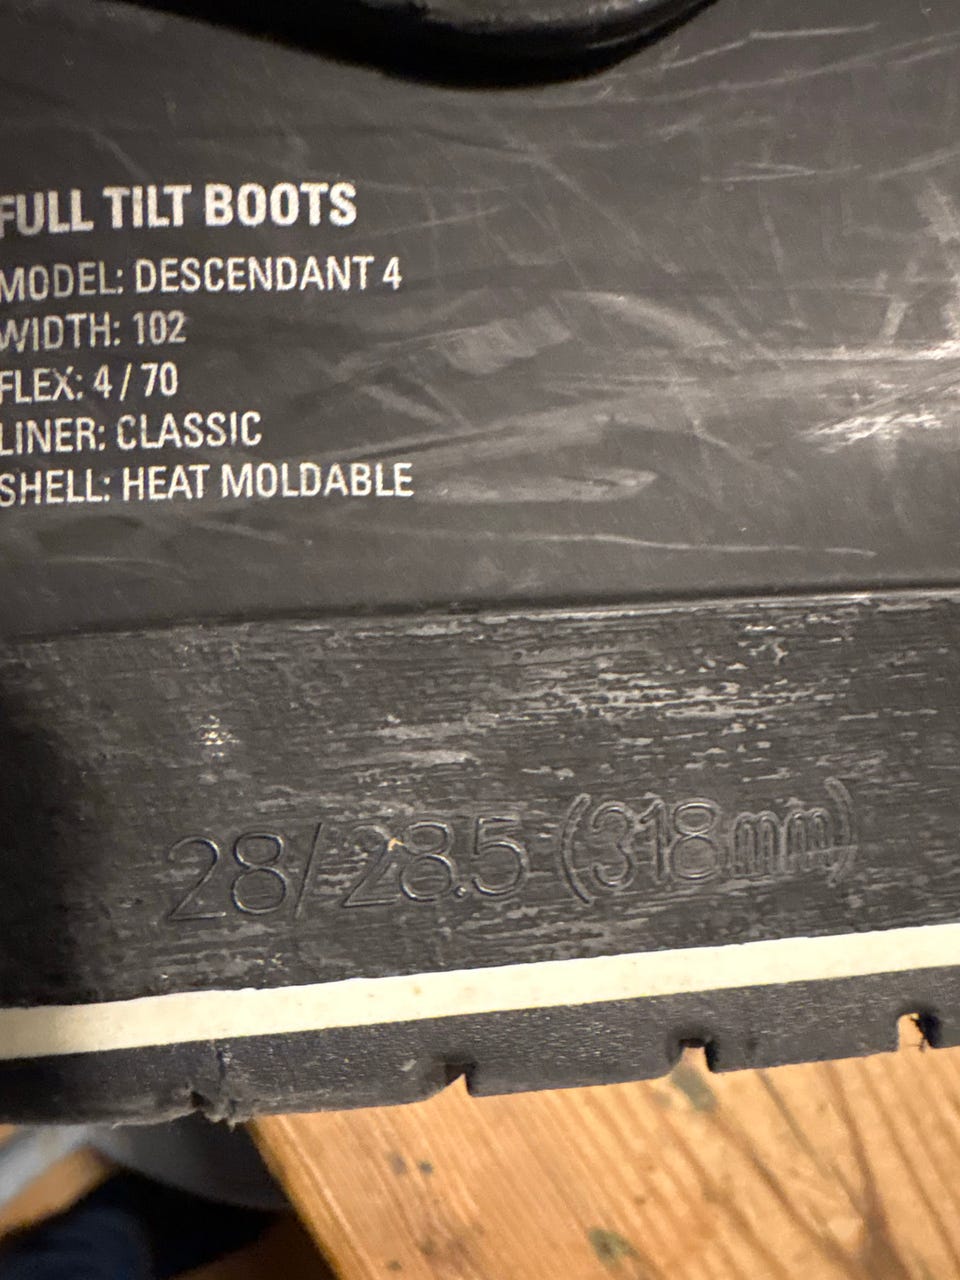 FULL TILT BOOTS
MODEL: DESCENDANT 4
WIDTH: 102
FLEX: 4 / 70
LINER: CLASSIC
SHELL: HEAT MOLDABLE
28/28.5 (318mm)